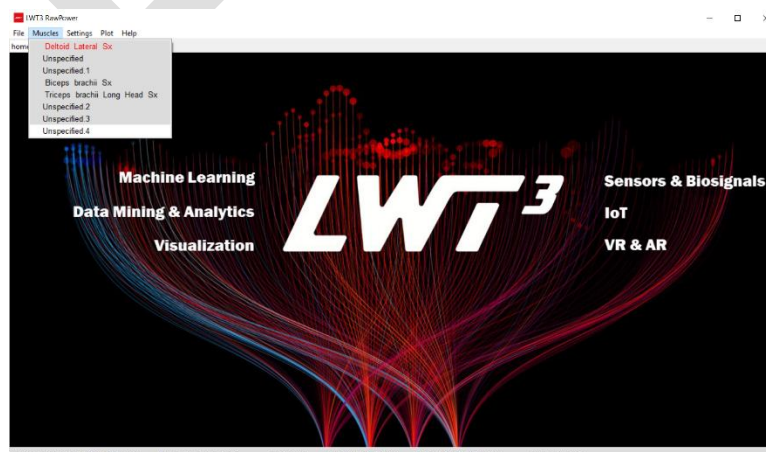 LWT3 RawPower
File Muscles Settings Plot Help
home
Deltoid Lateral Sx
Unspecified
Unspecified.1
Biceps brachii Sx
Triceps brachii Long Head Sx
Unspecified.2
Unspecified.3
Unspecified.4
Machine Learning
Data Mining & Analytics
Visualization
LWT3
Sensors & Biosignals
IoT
VR & AR